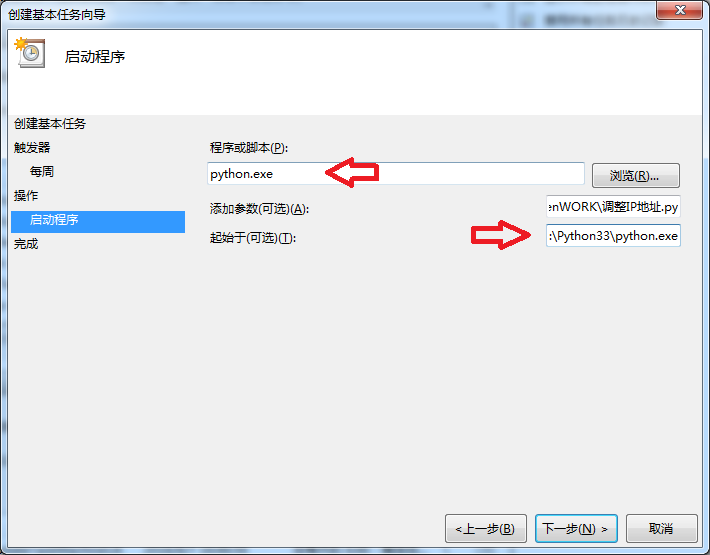 创建基本任务向导
启动程序
创建基本任务
触发器
每周
操作
启动程序
完成
程序或脚本(P):
python.exe
浏览(R)...
添加参数(可选)(A):
enWORK\调整IP地址.py
起始于(可选)(T):
:\Python33\python.exe
<上一步(B)
下一步(N) >
取消